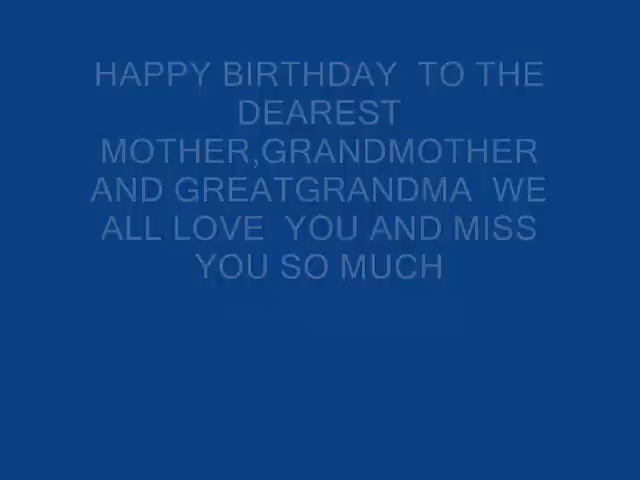 HAPPY BIRTHDAY  TO THE
DEAREST
MOTHER,GRANDMOTHER
AND GREATGRANDMA  WE
ALL LOVE  YOU AND MISS
YOU SO MUCH